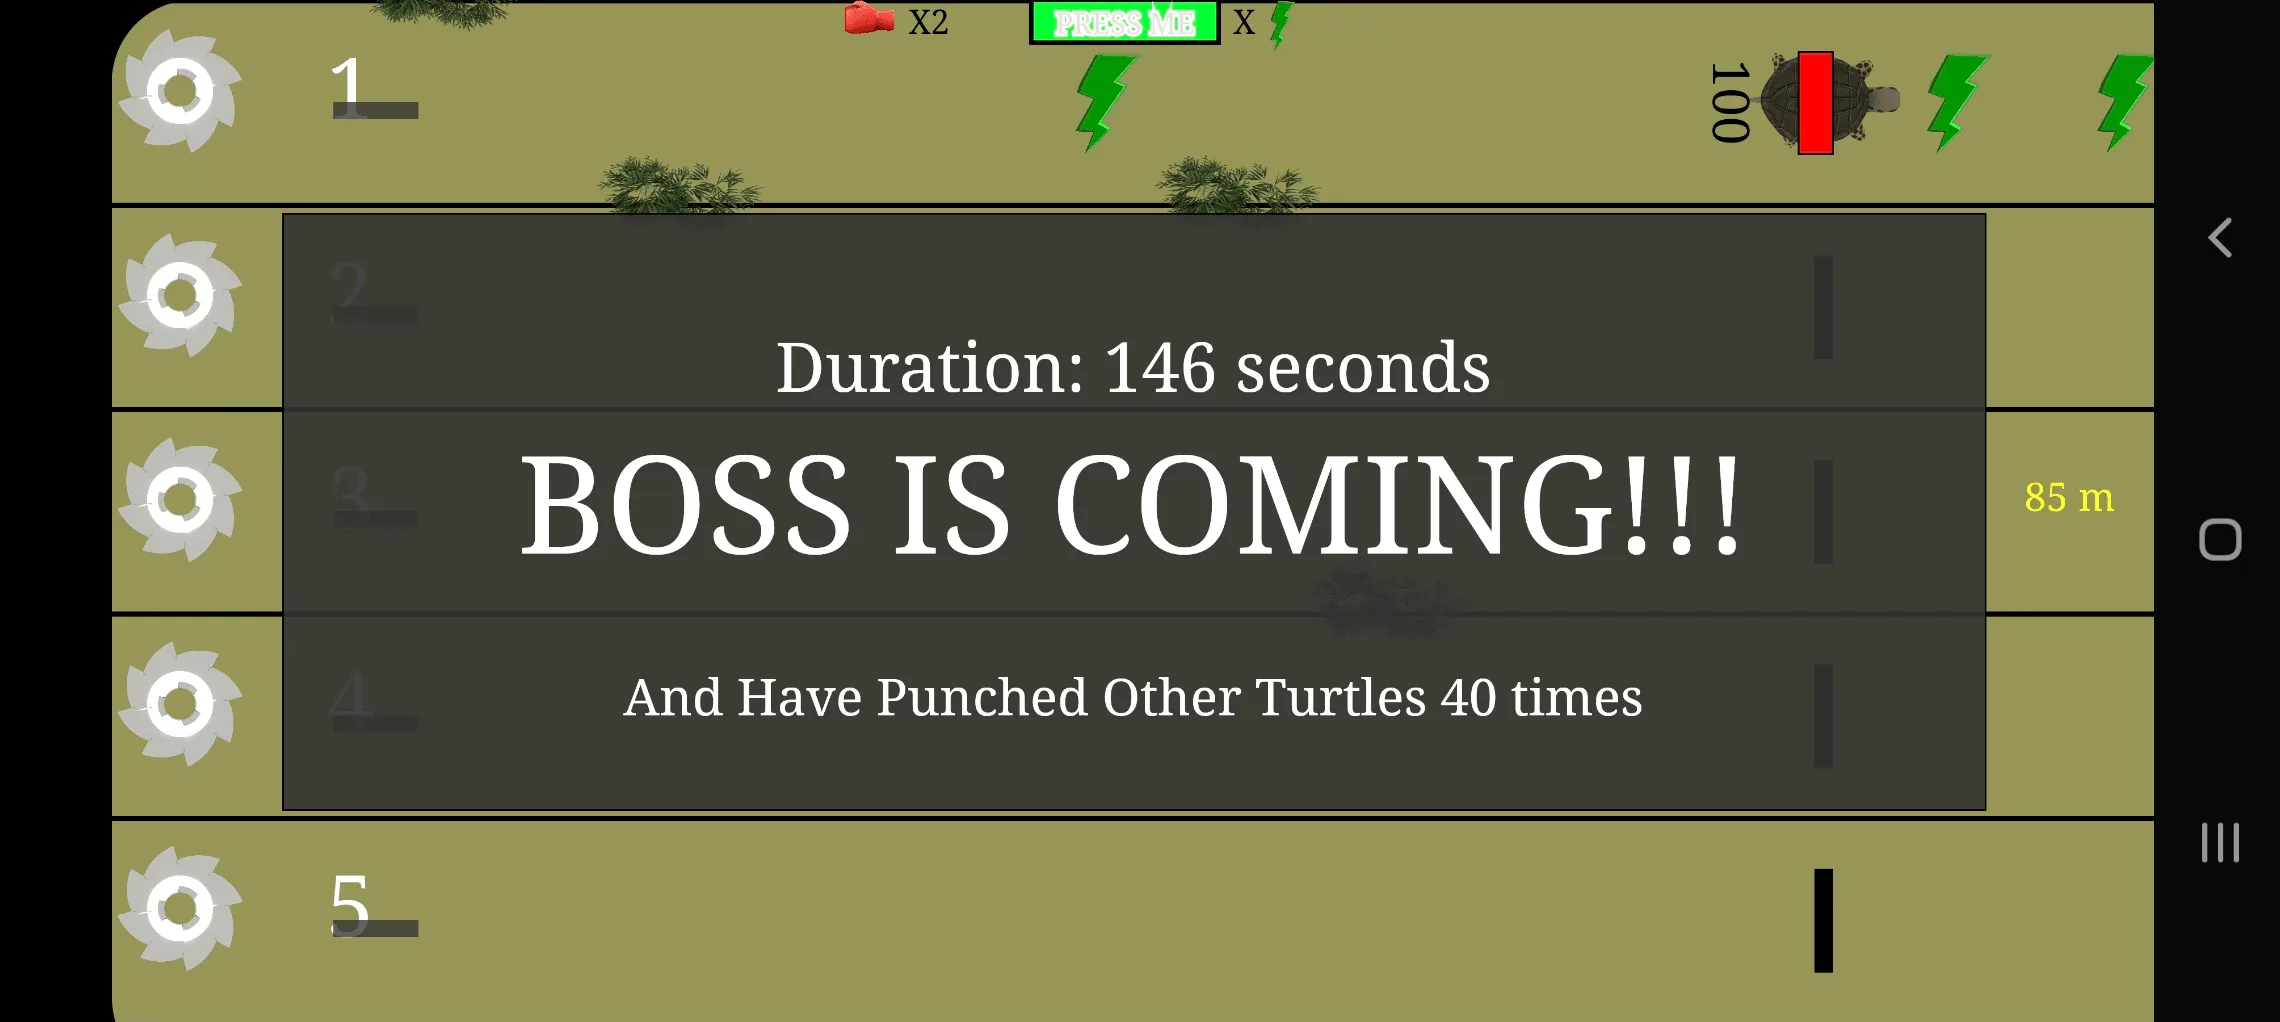 X2
PRESS ME
X
1
100
2
Duration: 146 seconds
3
BOSS IS COMING!!!
85 m
4
And Have Punched Other Turtles 40 times
5